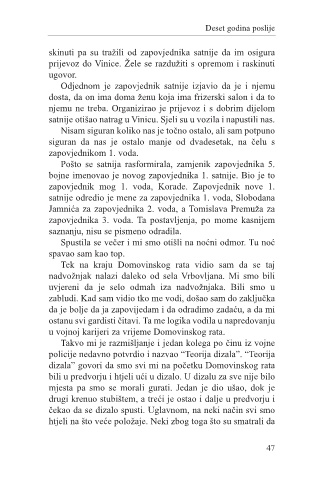 Deset godina poslije
skinuti pa su tražili od zapovjednika satnije da im osigura
prijevoz do Vinice. Žele se razdužiti s opremom i raskinuti
ugovor.
Odjednom je zapovjednik satnije izjavio da je i njemu
dosta, da on ima doma ženu koja ima frizerski salon i da to
njemu ne treba. Organizirao je prijevoz i s dobrim dijelom
satnije otišao natrag u Vinicu. Sjeli su u vozila i napustili nas.
Nisam siguran koliko nas je točno ostalo, ali sam potpuno
siguran da nas je ostalo manje od dvadesetak, na čelu s
zapovjednikom 1. voda.
Pošto se satnija rasformirala, zamjenik zapovjednika 5.
bojne imenovao je novog zapovjednika 1. satnije. Bio je to
zapovjednik mog 1. voda, Korade. Zapovjednik nove 1.
satnije odredio je mene za zapovjednika 1. voda, Slobodana
Jamnića za zapovjednika 2. voda, a Tomislava Premuža za
zapovjednika 3. voda. Ta postavljenja, po mome kasnijem
saznanju, nisu se pismeno odradila.
Spustila se večer i mi smo otišli na noćni odmor. Tu noć
spavao sam kao top.
Tek na kraju Domovinskog rata vidio sam da se taj
nadvožnjak nalazi daleko od sela Vrbovljana. Mi smo bili
uvjereni da je selo odmah iza nadvožnjaka. Bili smo u
zabludi. Kad sam vidio tko me vodi, došao sam do zaključka
da je bolje da ja zapovijedam i da odradimo zadaću, a da mi
ostanu svi gardisti čitavi. Ta me logika vodila u napredovanju
u vojnoj karijeri za vrijeme Domovinskog rata.
Takvo mi je razmišljanje i jedan kolega po činu iz vojne
policije nedavno potvrdio i nazvao “Teorija dizala”. “Teorija
dizala” govori da smo svi mi na početku Domovinskog rata
bili u predvorju i htjeli ući u dizalo. U dizalu za sve nije bilo
mjesta pa smo se morali gurati. Jedan je dio ušao, dok je
drugi krenuo stubištem, a treći je ostao i dalje u predvorju i
čekao da se dizalo spusti. Uglavnom, na neki način svi smo
htjeli na što veće položaje. Neki zbog toga što su smatrali da
47